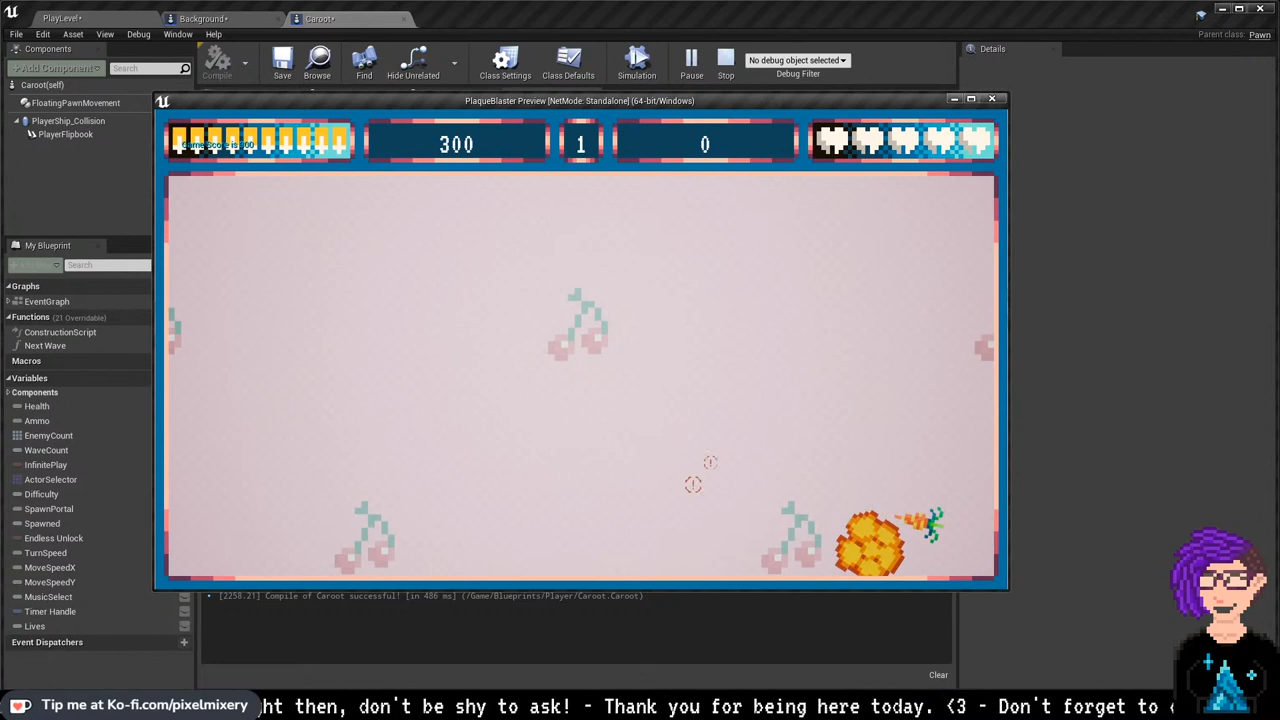 PlayLevel*
Background*
Caroot*
File Edit Asset View Debug Window Help
Parent class: Pawn
Components
Details
Add Component
Search
Compile
Save
Browse
Find
Hide Unrelated
Class Settings
Class Defaults
Simulation
Pause
Stop
No debug object selected
Debug Filter
Caroot(self)
FloatingPawnMovement
PlayerShip_Collision
PlayerFlipbook
PlaqueBlaster Preview [NetMode: Standalone] (64-bit/Windows)
Game Score is 300
300
1
0
My Blueprint
Search
Graphs
EventGraph
Functions (21 Overridable)
ConstructionScript
Next Wave
Macros
Variables
Components
Health
Ammo
EnemyCount
WaveCount
InfinitePlay
ActorSelector
Difficulty
SpawnPortal
Spawned
Endless Unlock
TurnSpeed
MoveSpeedX
MoveSpeedY
MusicSelect
Timer Handle
Lives
Event Dispatchers
[2258.21] Compile of Caroot successful! [in 486 ms] (/Game/Blueprints/Player/Caroot.Caroot)
Clear
Tip me at Ko-fi.com/pixelmixery
ght then, don't be shy to ask! - Thank you for being here today. <3 - Don't forget to